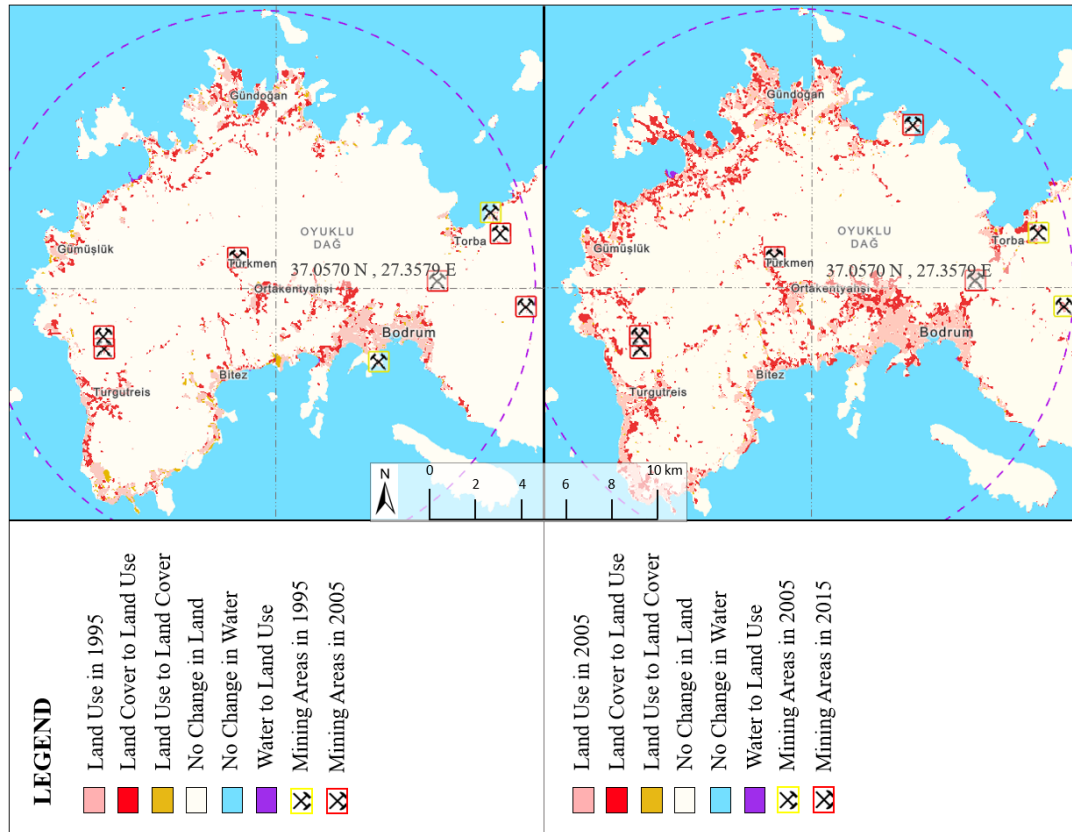 Gündoğan
OYUKLU
DAĞ
Torba
Gümüşlük
Türkmen
37.0570 N , 27.3579 E
Ortakentyahşi
Bodrum
Bitez
Turgutreis
Gündoğan
OYUKLU
DAĞ
Torba
Gümüşlük
Türkmen
37.0570 N , 27.3579 E
Ortakentyahşi
Bodrum
Bitez
Turgutreis
N
0 2 4 6 8 10 km
LEGEND
Land Use in 1995
Land Cover to Land Use
Land Use to Land Cover
No Change in Land
No Change in Water
Water to Land Use
Mining Areas in 1995
Mining Areas in 2005
Land Use in 2005
Land Cover to Land Use
Land Use to Land Cover
No Change in Land
No Change in Water
Water to Land Use
Mining Areas in 2005
Mining Areas in 2015